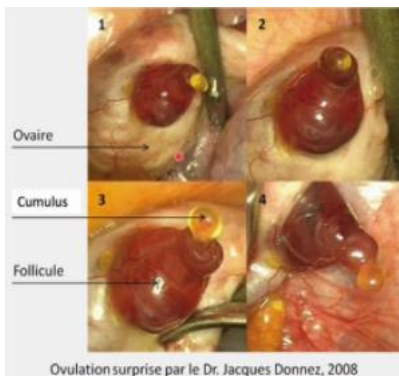 1
2
Ovaire
Cumulus
3
4
Follicule
Ovulation surprise par le Dr. Jacques Donnez, 2008